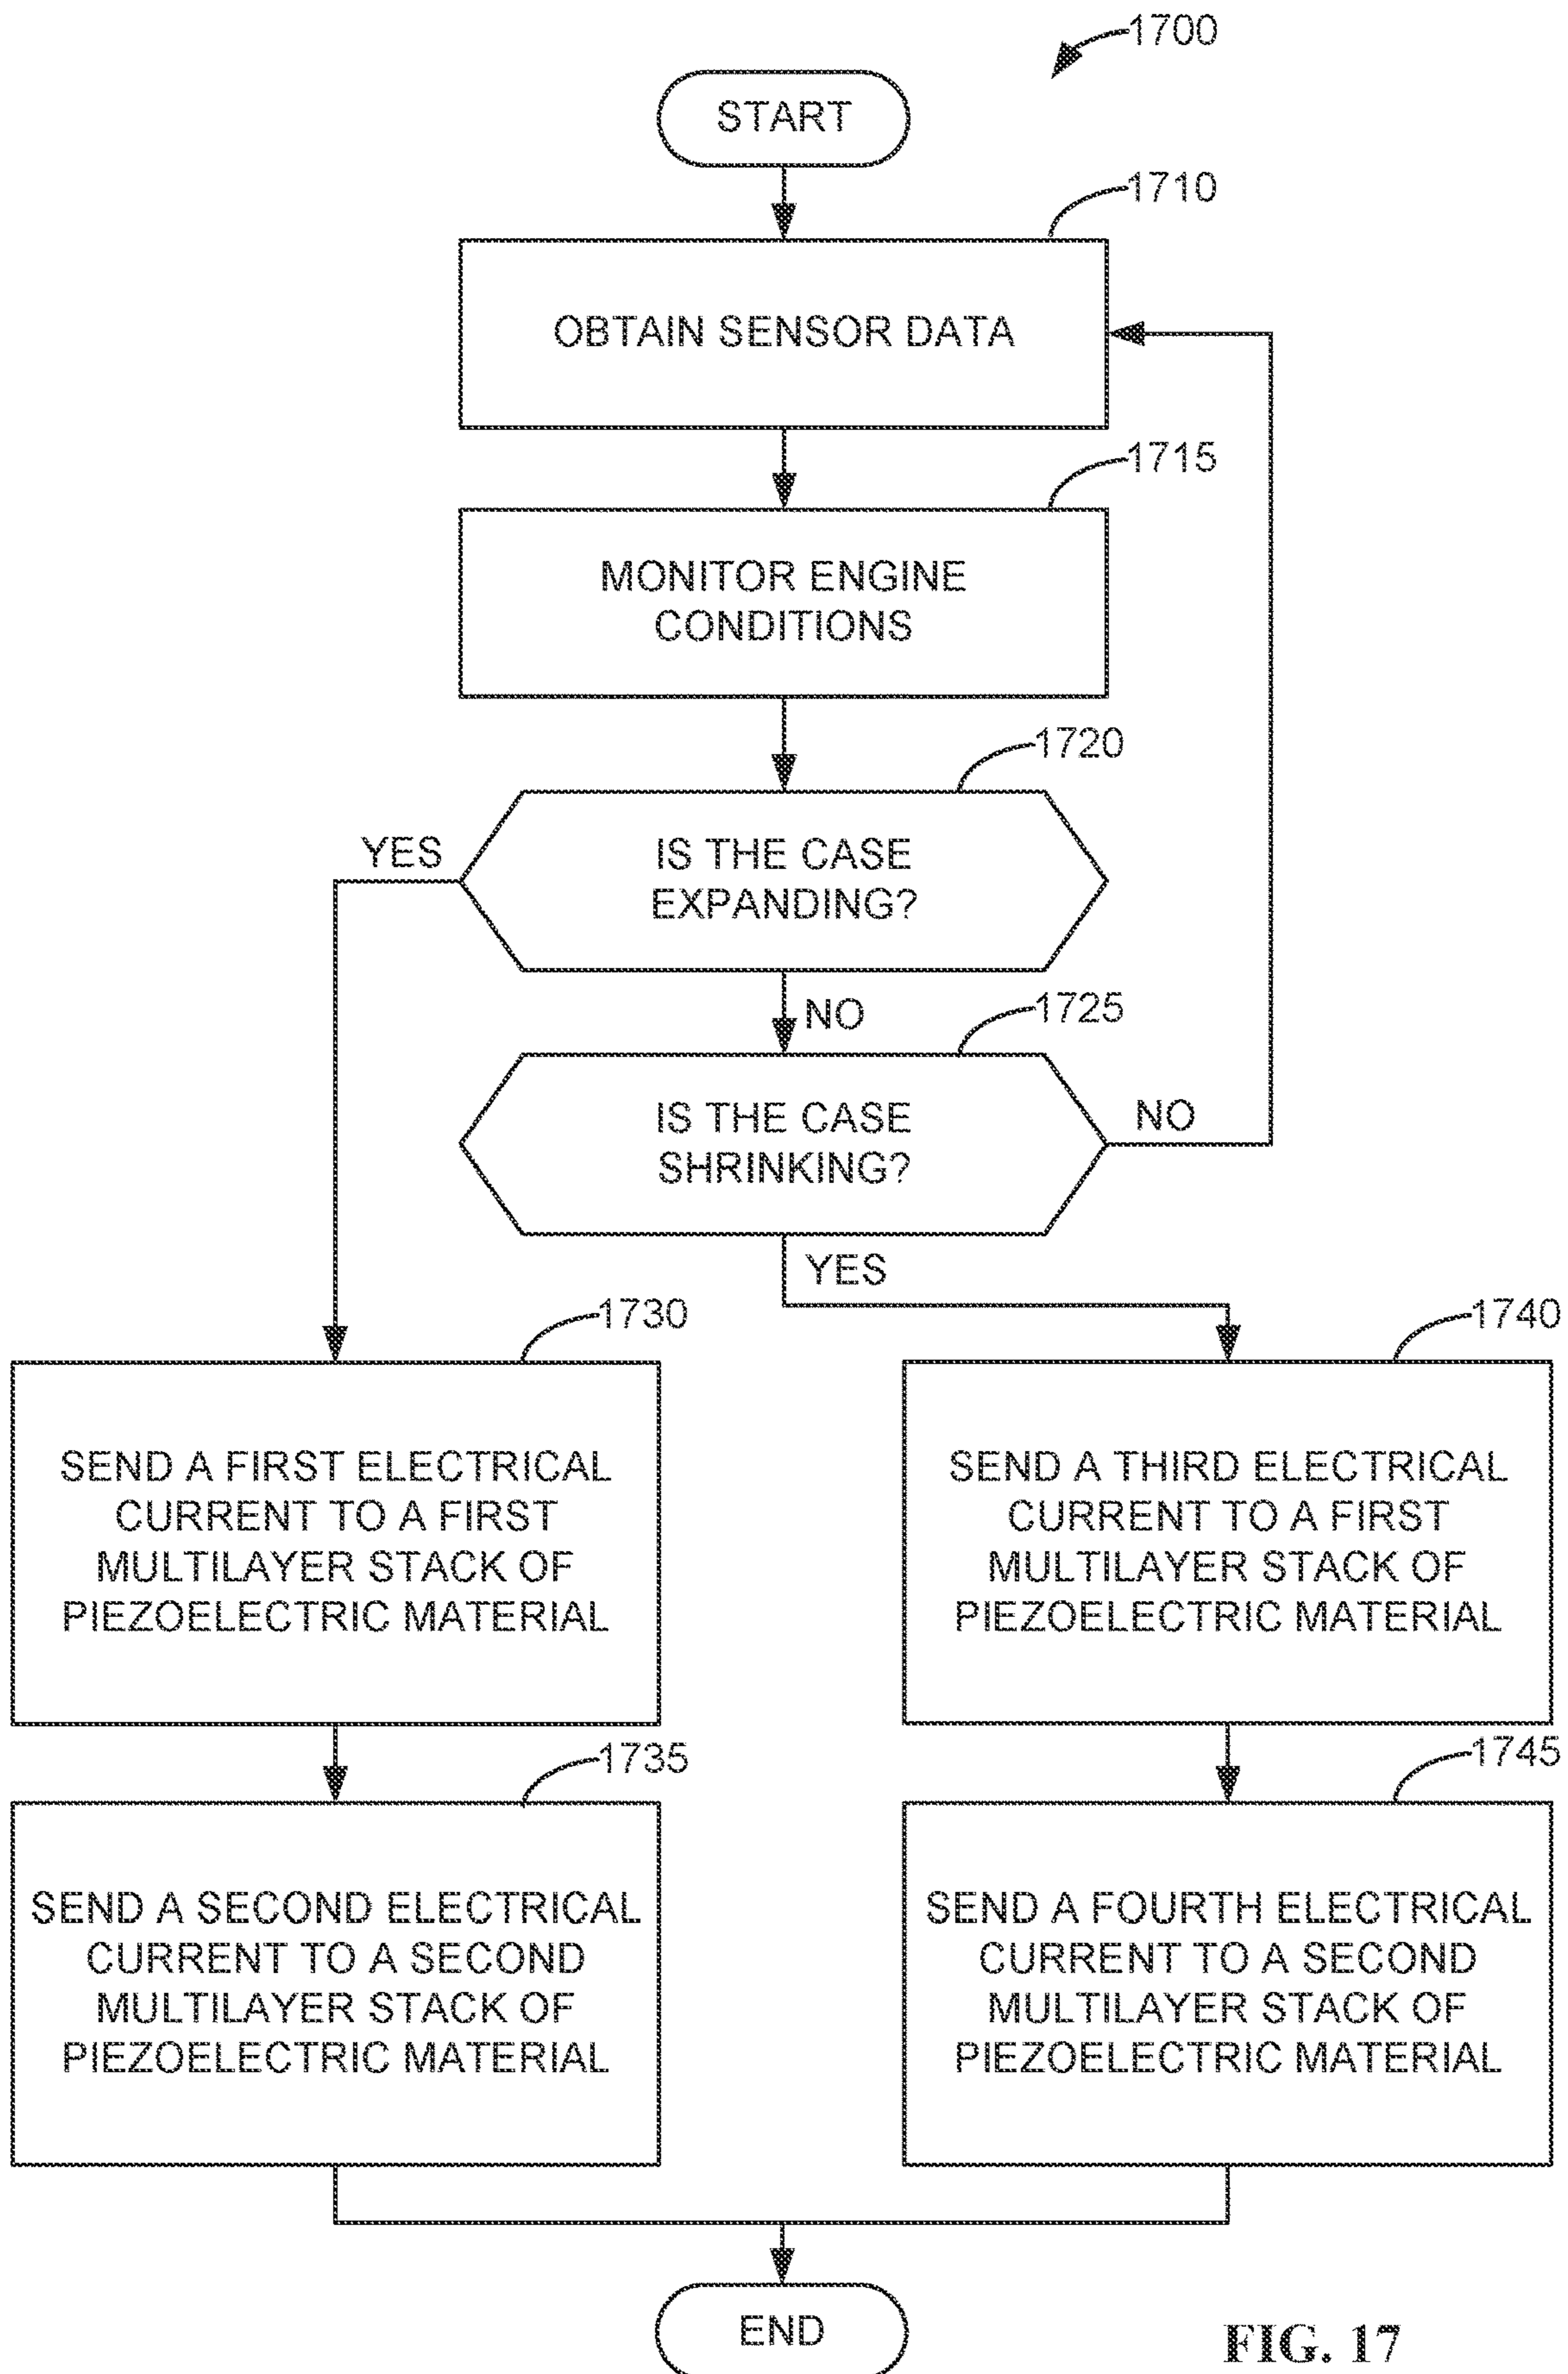 1700
START
1710
OBTAIN SENSOR DATA
1715
MONITOR ENGINE
CONDITIONS
1720
YES
IS THE CASE
EXPANDING?
NO
1725
IS THE CASE
SHRINKING?
NO
YES
1730
SEND A FIRST ELECTRICAL
CURRENT TO A FIRST
MULTILAYER STACK OF
PIEZOELECTRIC MATERIAL
1740
SEND A THIRD ELECTRICAL
CURRENT TO A FIRST
MULTILAYER STACK OF
PIEZOELECTRIC MATERIAL
1735
SEND A SECOND ELECTRICAL
CURRENT TO A SECOND
MULTILAYER STACK OF
PIEZOELECTRIC MATERIAL
1745
SEND A FOURTH ELECTRICAL
CURRENT TO A SECOND
MULTILAYER STACK OF
PIEZOELECTRIC MATERIAL
END
FIG. 17